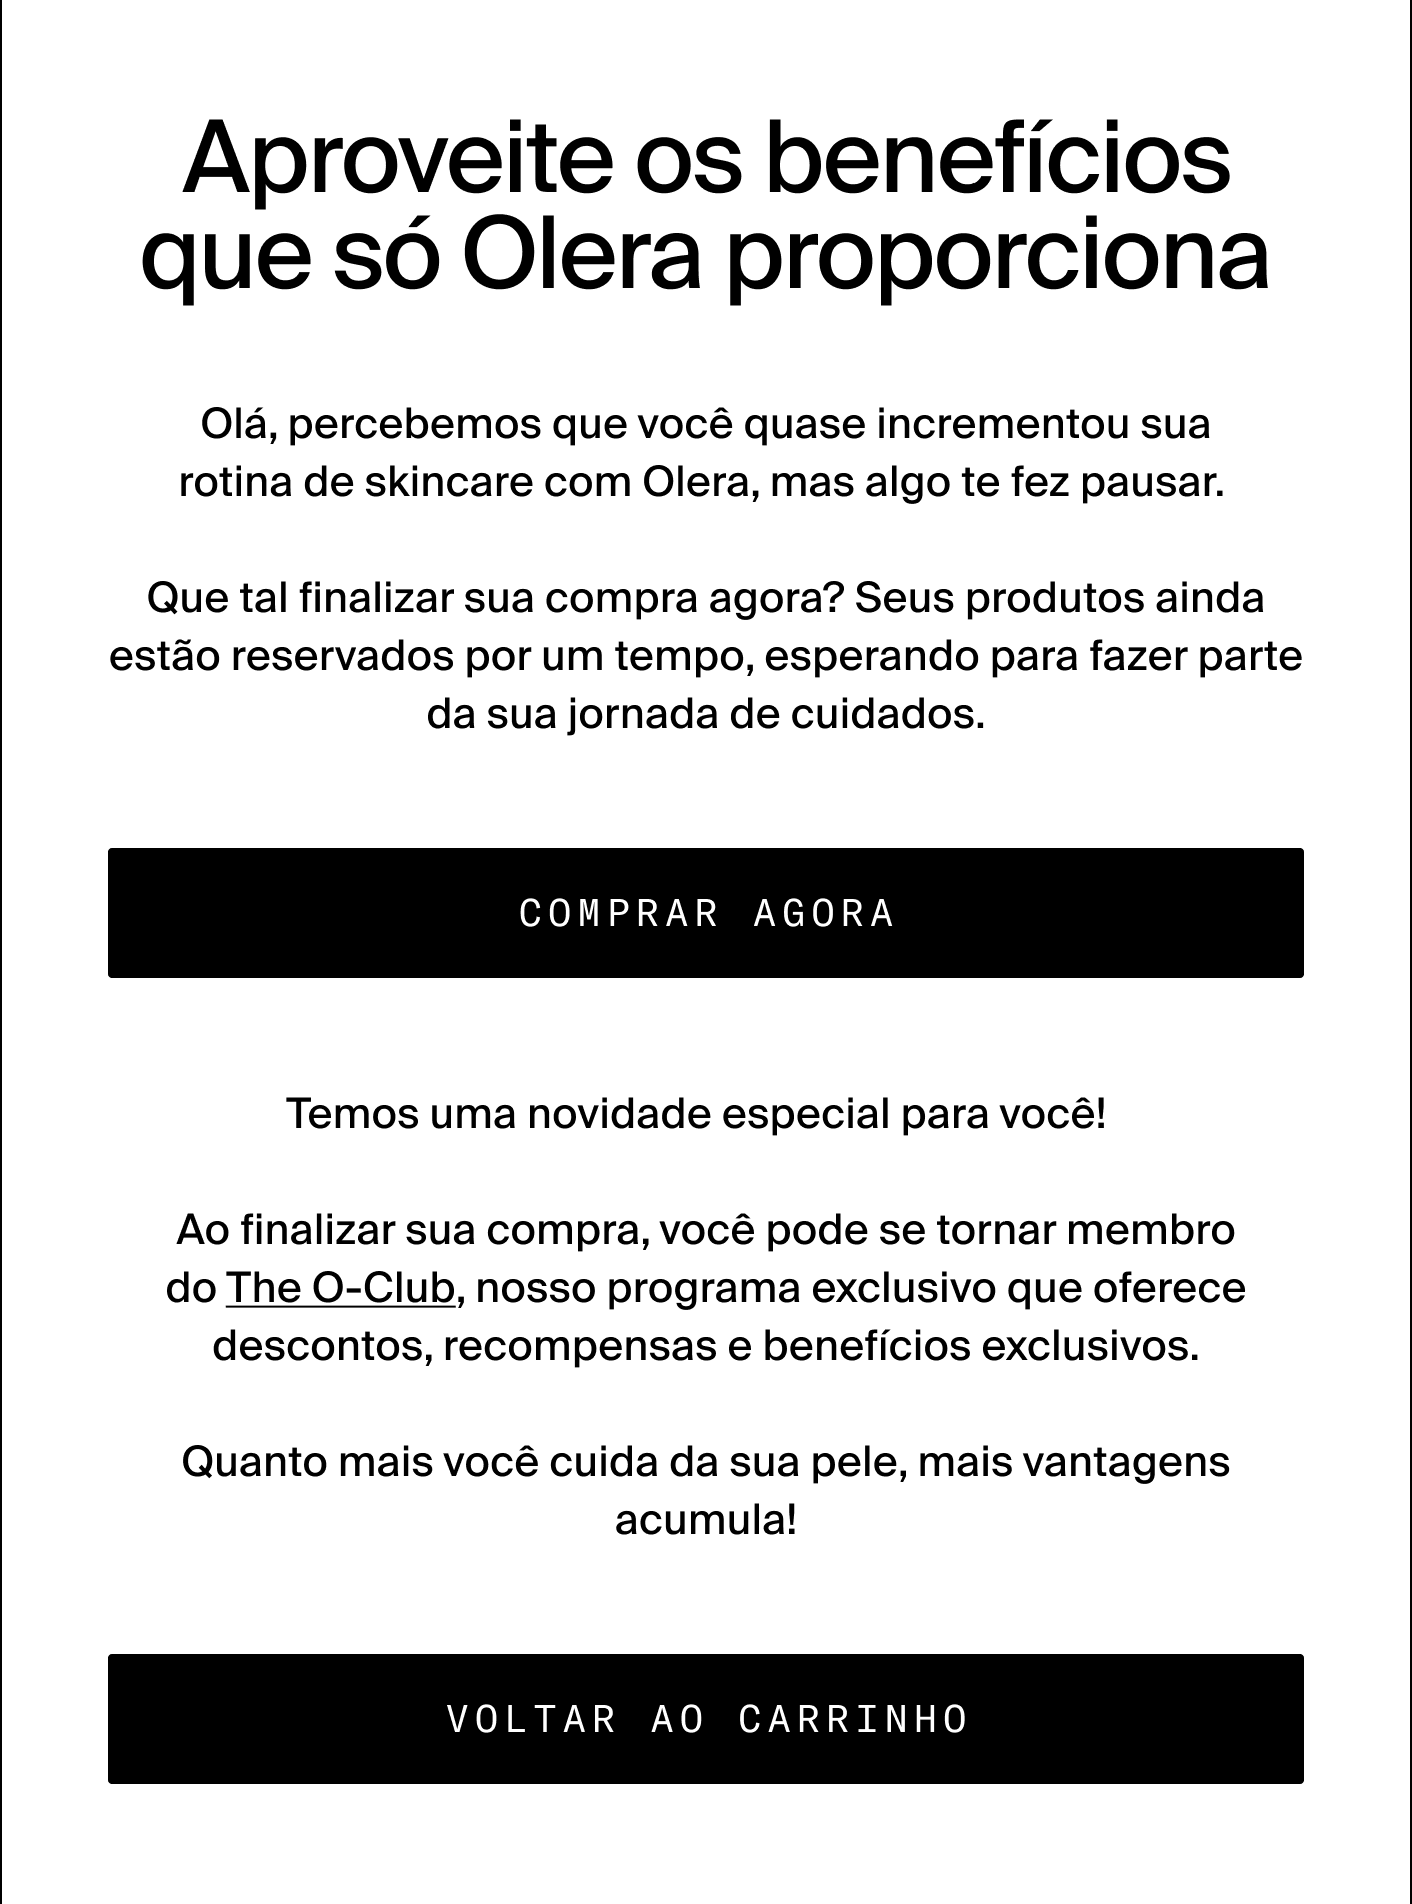 Aproveite os benefícios
que só Olera proporciona
Olá, percebemos que você quase incrementou sua
rotina de skincare com Olera, mas algo te fez pausar.
Que tal finalizar sua compra agora? Seus produtos ainda
estão reservados por um tempo, esperando para fazer parte
da sua jornada de cuidados.
COMPRAR AGORA
Temos uma novidade especial para você!
Ao finalizar sua compra, você pode se tornar membro
do The O-Club, nosso programa exclusivo que oferece
descontos, recompensas e benefícios exclusivos.
Quanto mais você cuida da sua pele, mais vantagens
acumula!
VOLTAR AO CARRINHO